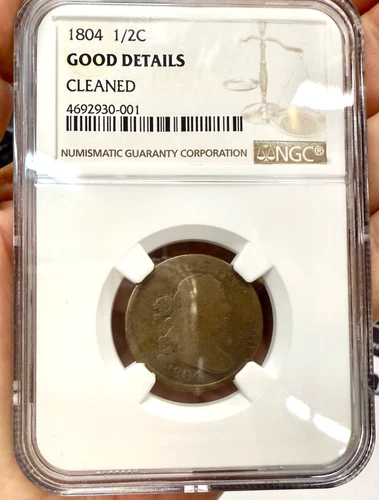 1804 1/2C
GOOD DETAILS
CLEANED
4692930-001
NUMISMATIC GUARANTY CORPORATION NGC®